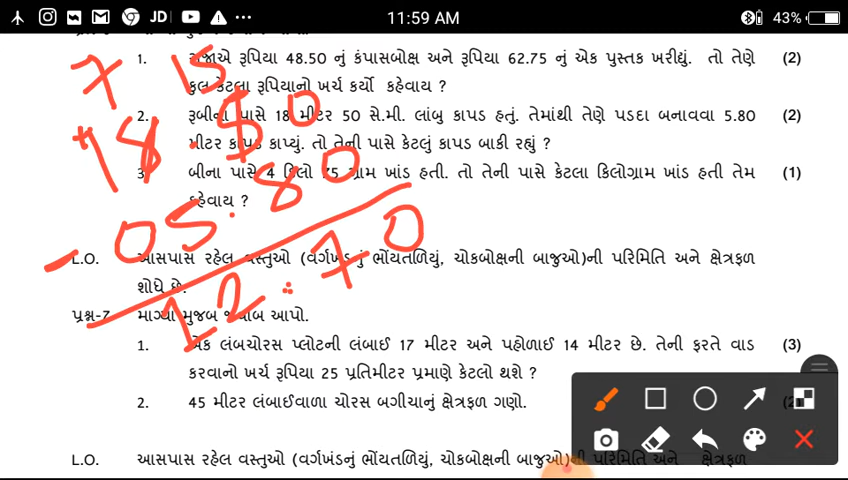 JD 11:59 AM 43%
1. રાજાએ રૂપિયા 48.50 નું કંપાસબોક્ષ અને રૂપિયા 62.75 નું એક પુસ્તક ખરીદ્યું. તો તેણે (2)
કુલ કેટલા રૂપિયાનો ખર્ચ કર્યો કહેવાય ?
2. રૂબીના પાસે 18 મીટર 50 સે.મી. લાંબુ કાપડ હતું. તેમાંથી તેણે પડદા બનાવવા 5.80 (2)
મીટર કાપડ કાપ્યું. તો તેની પાસે કેટલું કાપડ બાકી રહ્યું ?
3. બીના પાસે 4 કિલો 75 ગ્રામ ખાંડ હતી. તો તેની પાસે કેટલા કિલોગ્રામ ખાંડ હતી તેમ (1)
કહેવાય ?
7 15
18.50
- 05.80
12.70
L.O. આસપાસ રહેલ વસ્તુઓ (વર્ગખંડનું ભોંયતળિયું, ચોકબોક્ષની બાજુઓ)ની પરિમિતિ અને ક્ષેત્રફળ
શોધે છે.
પ્રશ્ન-7 માગ્યા મુજબ જવાબ આપો.
1. એક લંબચોરસ પ્લોટની લંબાઈ 17 મીટર અને પહોળાઈ 14 મીટર છે. તેની ફરતે વાડ (3)
કરવાનો ખર્ચ રૂપિયા 25 પ્રતિમીટર પ્રમાણે કેટલો થશે ?
2. 45 મીટર લંબાઈવાળા ચોરસ બગીચાનું ક્ષેત્રફળ ગણો.
L.O. આસપાસ રહેલ વસ્તુઓ (વર્ગખંડનું ભોંયતળિયું, ચોકબોક્ષની બાજુઓ)ની પરિમિતિ અને ક્ષેત્રફળ